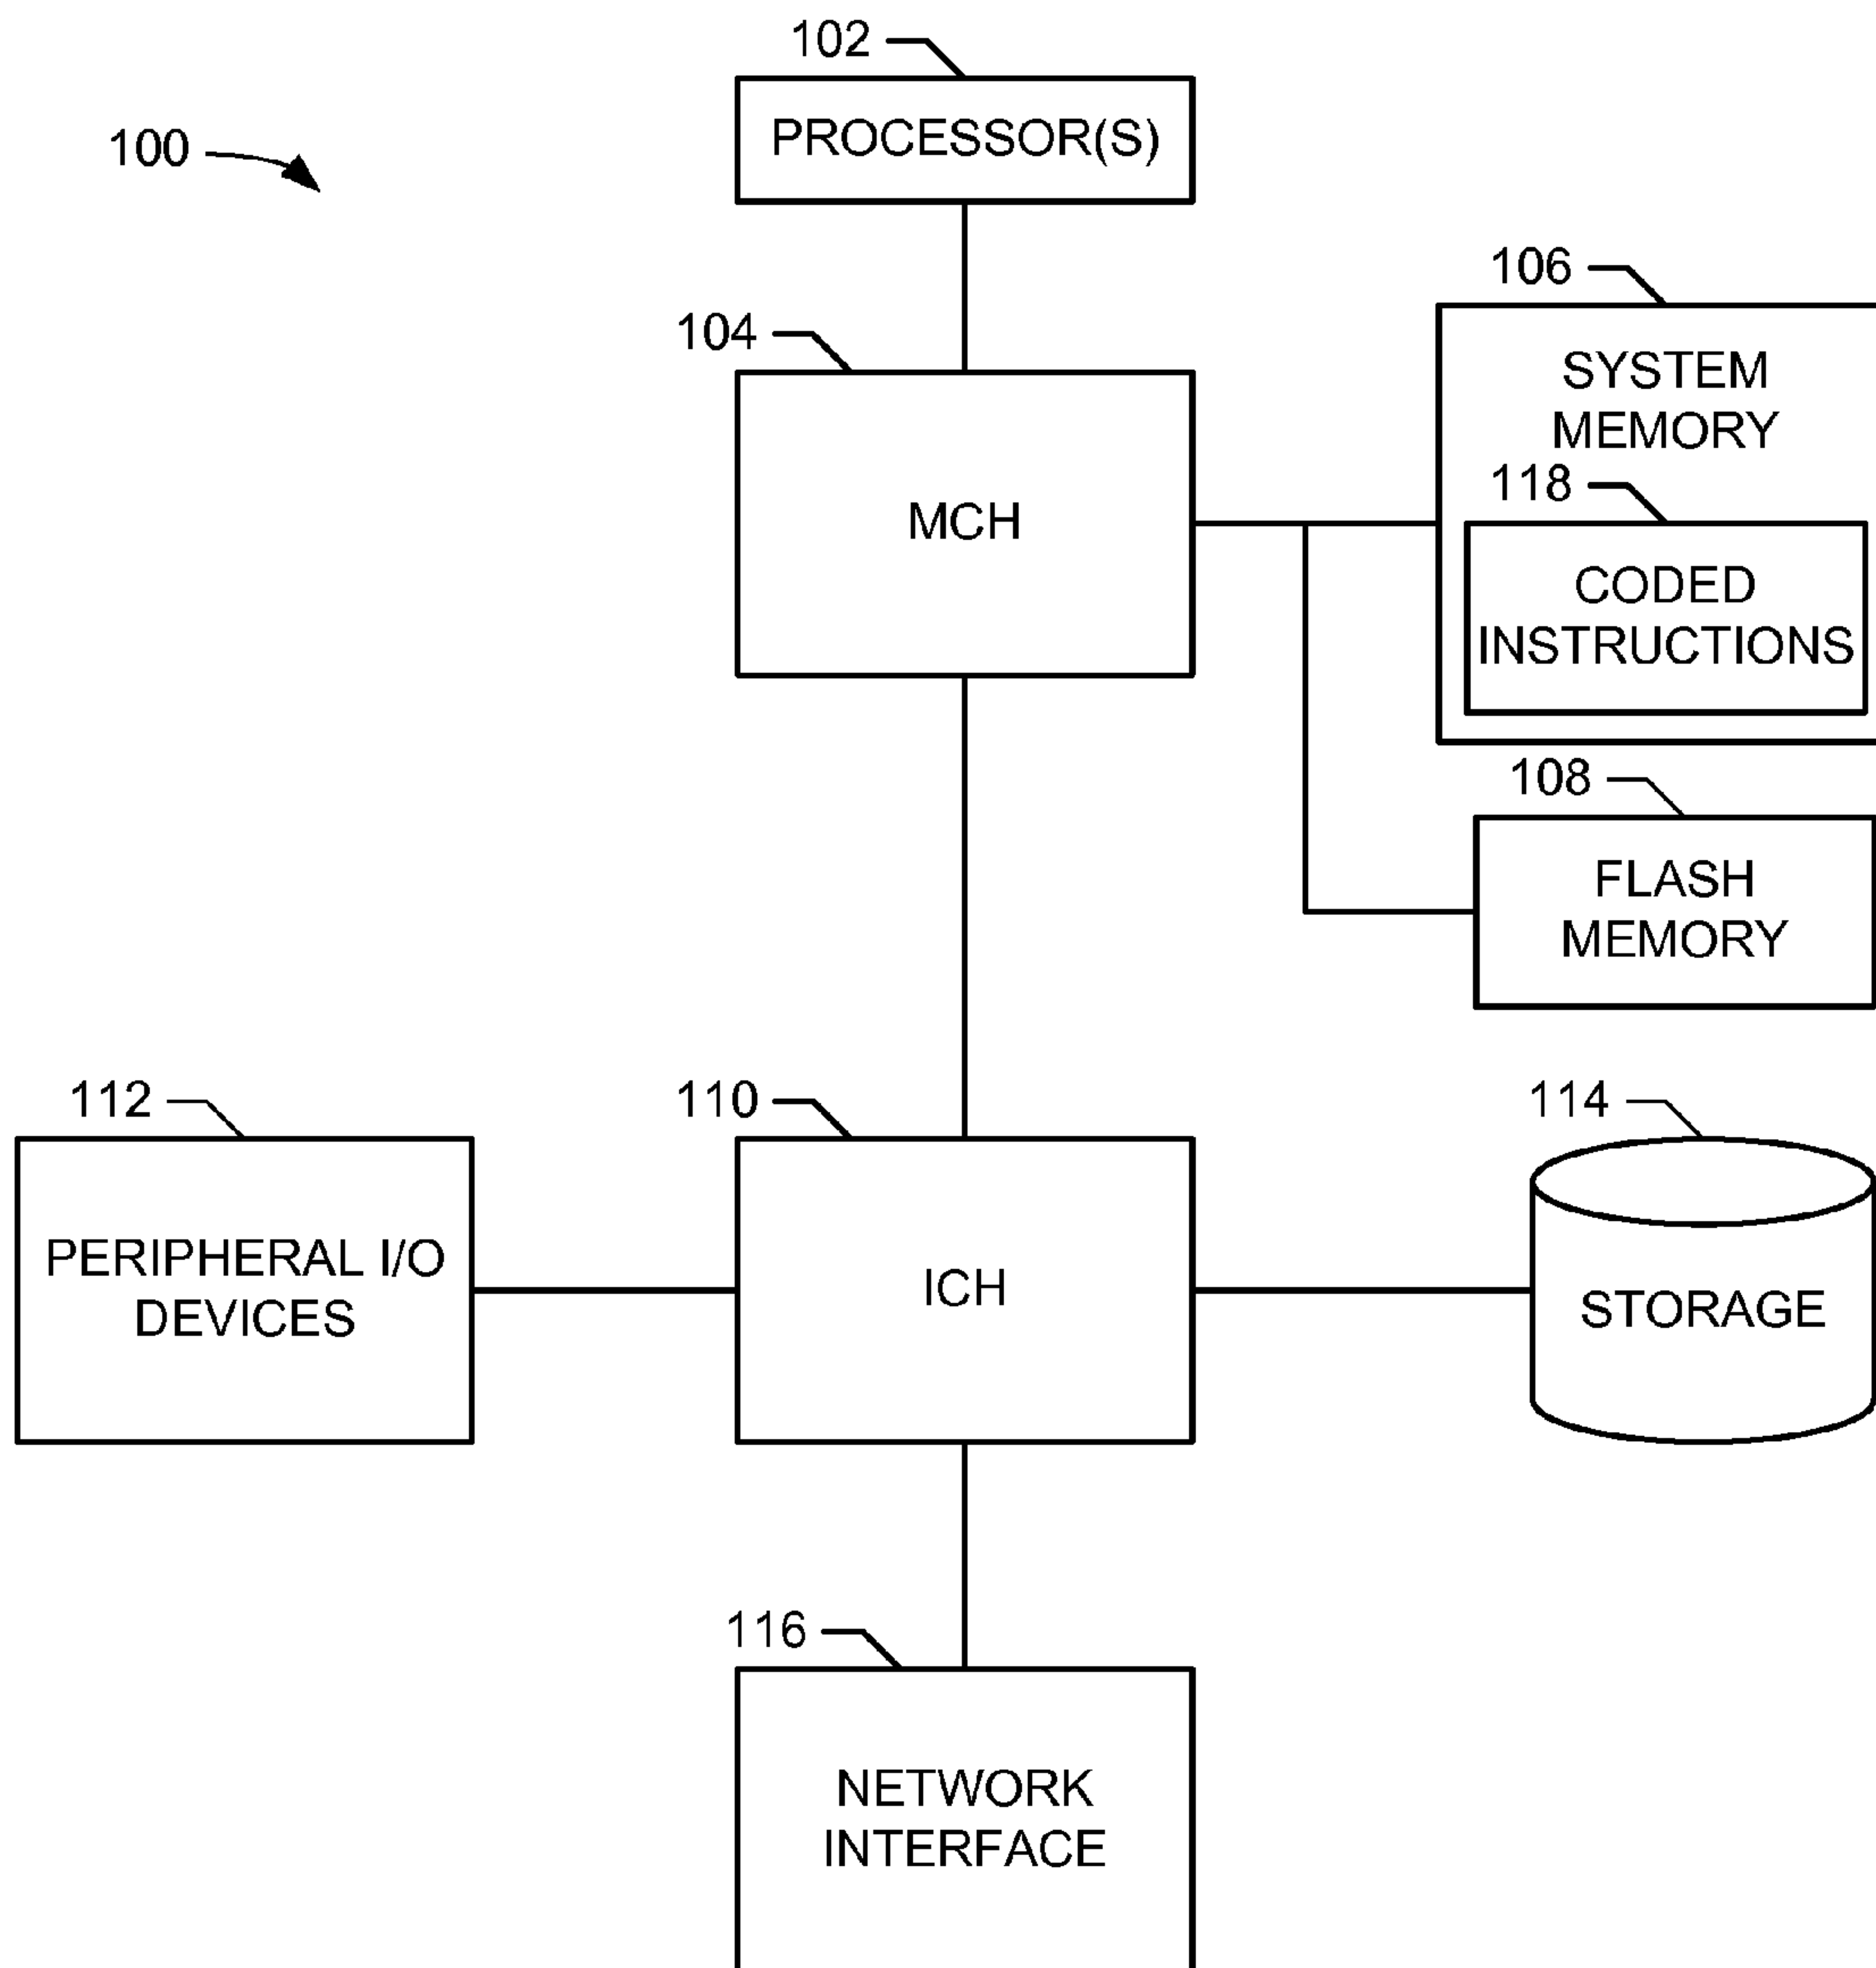 102
PROCESSOR(S)
100
106
SYSTEM
MEMORY
104
MCH
118
CODED
INSTRUCTIONS
108
FLASH
MEMORY
112
PERIPHERAL I/O
DEVICES
110
ICH
114
STORAGE
116
NETWORK
INTERFACE